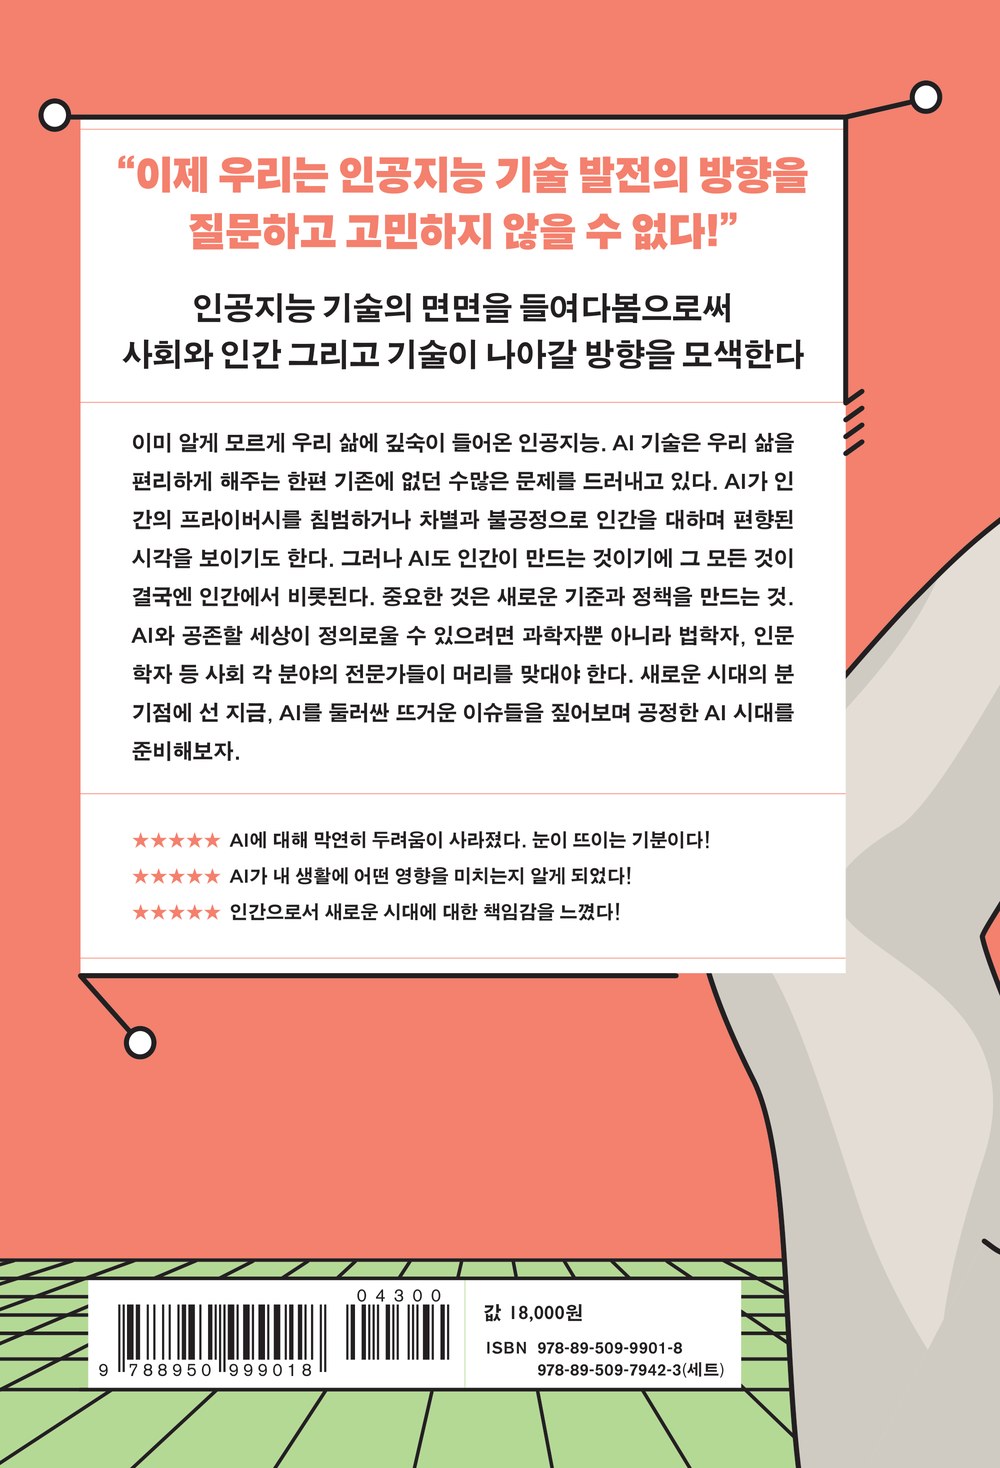 “이제 우리는 인공지능 기술 발전의 방향을
질문하고 고민하지 않을 수 없다!”
인공지능 기술의 면면을 들여다봄으로써
사회와 인간 그리고 기술이 나아갈 방향을 모색한다
이미 알게 모르게 우리 삶에 깊숙이 들어온 인공지능. AI 기술은 우리 삶을
편리하게 해주는 한편 기존에 없던 수많은 문제를 드러내고 있다. AI가 인
간의 프라이버시를 침범하거나 차별과 불공정으로 인간을 대하며 편향된
시각을 보이기도 한다. 그러나 AI도 인간이 만드는 것이기에 그 모든 것이
결국엔 인간에서 비롯된다. 중요한 것은 새로운 기준과 정책을 만드는 것.
AI와 공존할 세상이 정의로울 수 있으려면 과학자뿐 아니라 법학자, 인문
학자 등 사회 각 분야의 전문가들이 머리를 맞대야 한다. 새로운 시대의 분
기점에 선 지금, AI를 둘러싼 뜨거운 이슈들을 짚어보며 공정한 AI 시대를
준비해보자.
★★★★★ AI에 대해 막연히 두려움이 사라졌다. 눈이 뜨이는 기분이다!
★★★★★ AI가 내 생활에 어떤 영향을 미치는지 알게 되었다!
★★★★★ 인간으로서 새로운 시대에 대한 책임감을 느꼈다!
04300
9 788950 999018
값 18,000원
ISBN 978-89-509-9901-8
978-89-509-7942-3(세트)